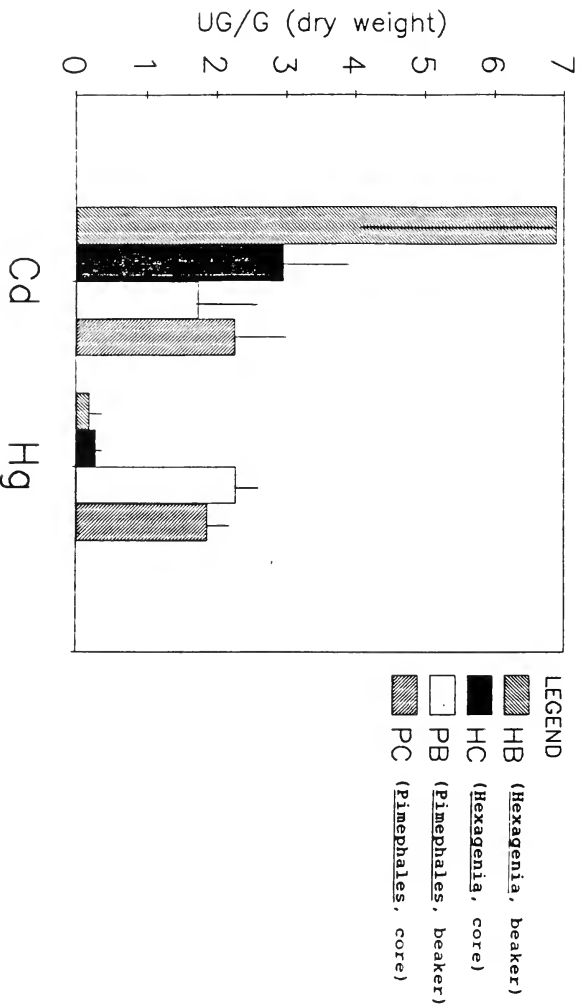 UG/G (dry weight)
7
6
5
4
3
2
1
0
Cd
Hg
LEGEND
HB (Hexagenia, beaker)
HC (Hexagenia, core)
PB (Pimephales, beaker)
PC (Pimephales, core)